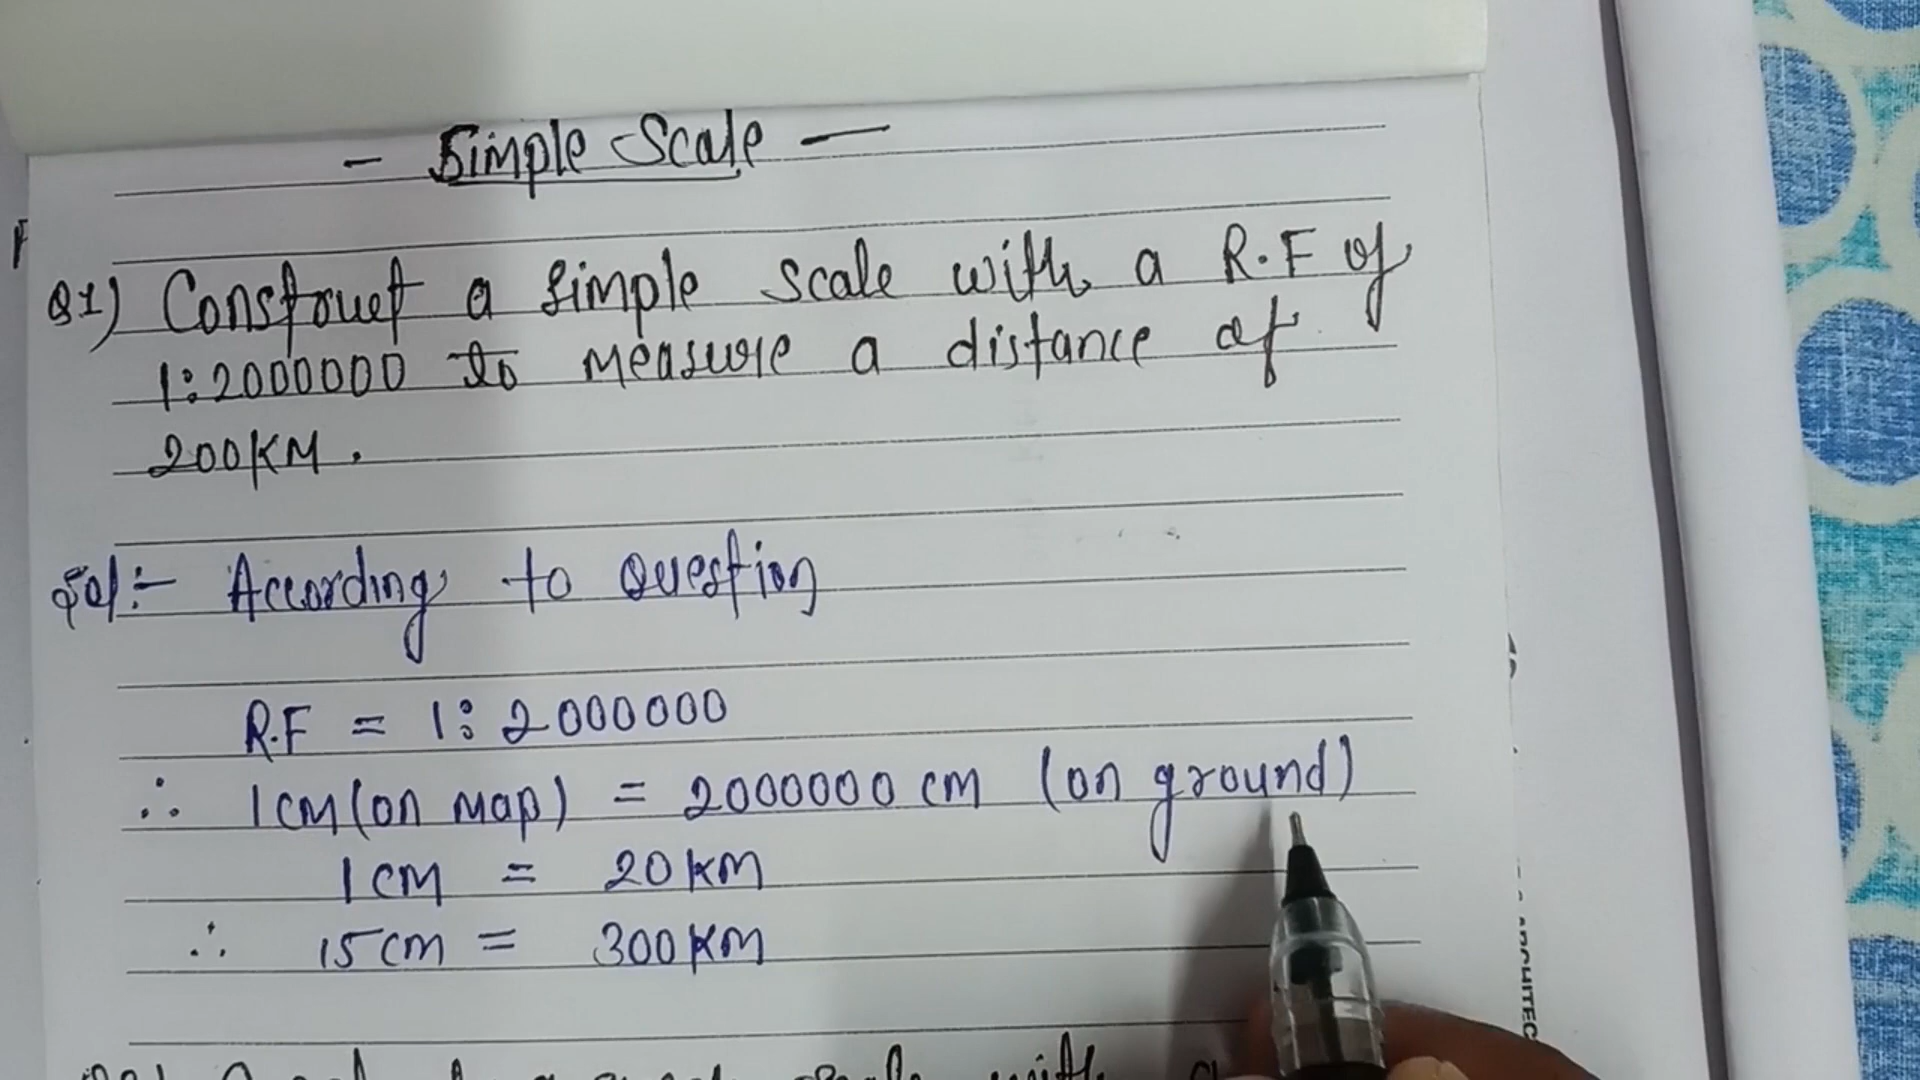 - Simple Scale -
Q1) Construct a simple scale with a R.F of
1:2000000 to measure a distance of
200KM.
Sol:- According to Question
R.F = 1:2000000
∴ 1cm(on map) = 2000000 cm (on ground)
1cm = 20KM
∴ 15cm = 300KM